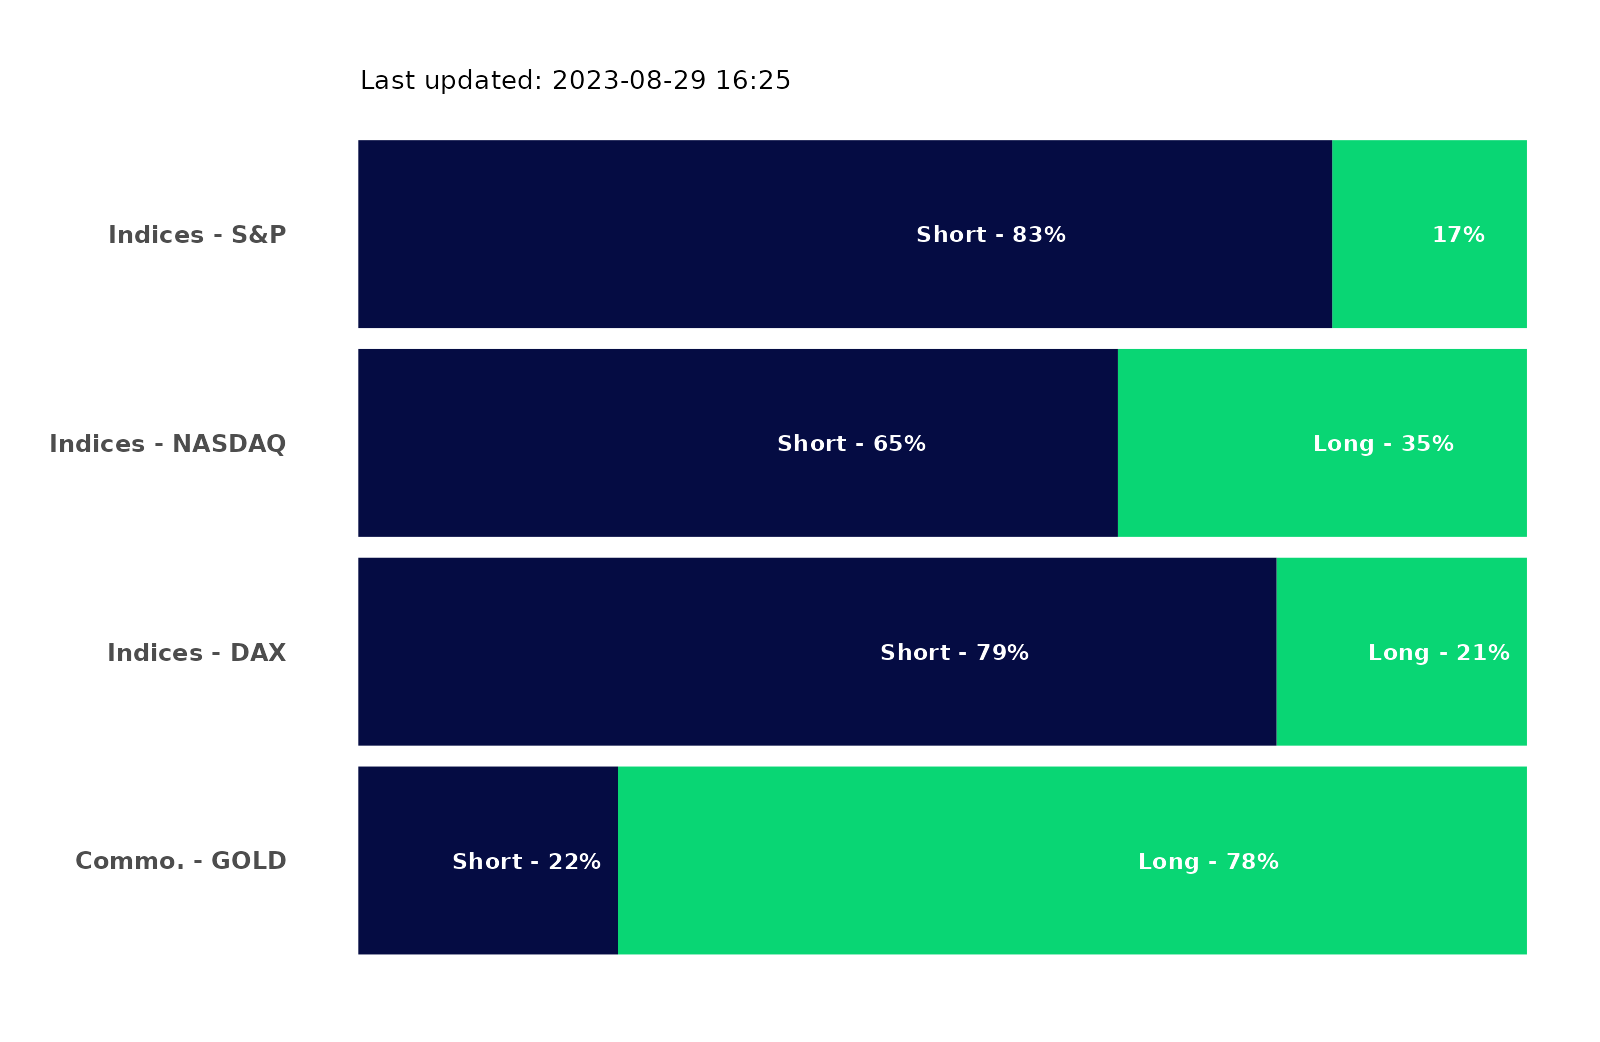 Last updated: 2023-08-29 16:25
Indices - S&P Short - 83% 17%
Indices - NASDAQ Short - 65% Long - 35%
Indices - DAX Short - 79% Long - 21%
Commo. - GOLD Short - 22% Long - 78%